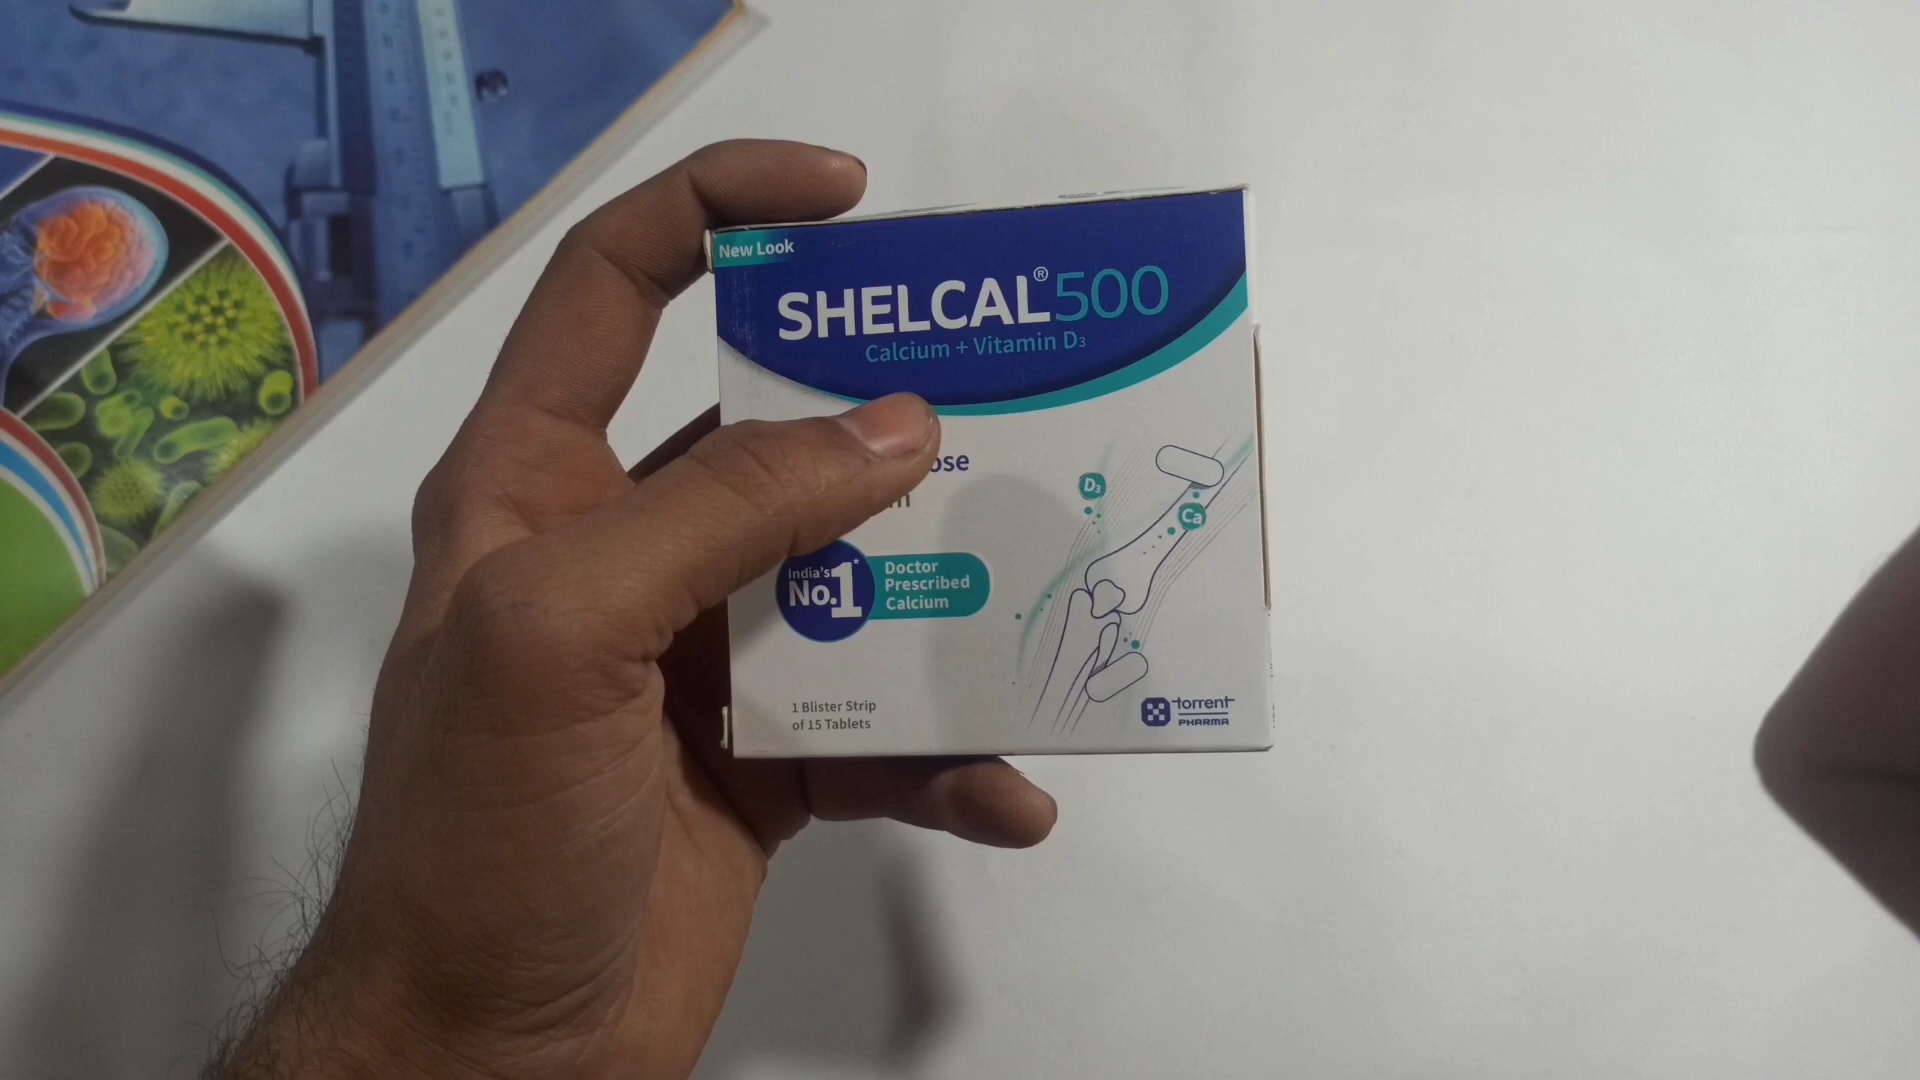 New Look
SHELCAL®500
Calcium + Vitamin D3
D3
Ca
India's
No.1*
Doctor
Prescribed
Calcium
1 Blister Strip
of 15 Tablets
torrent
PHARMA